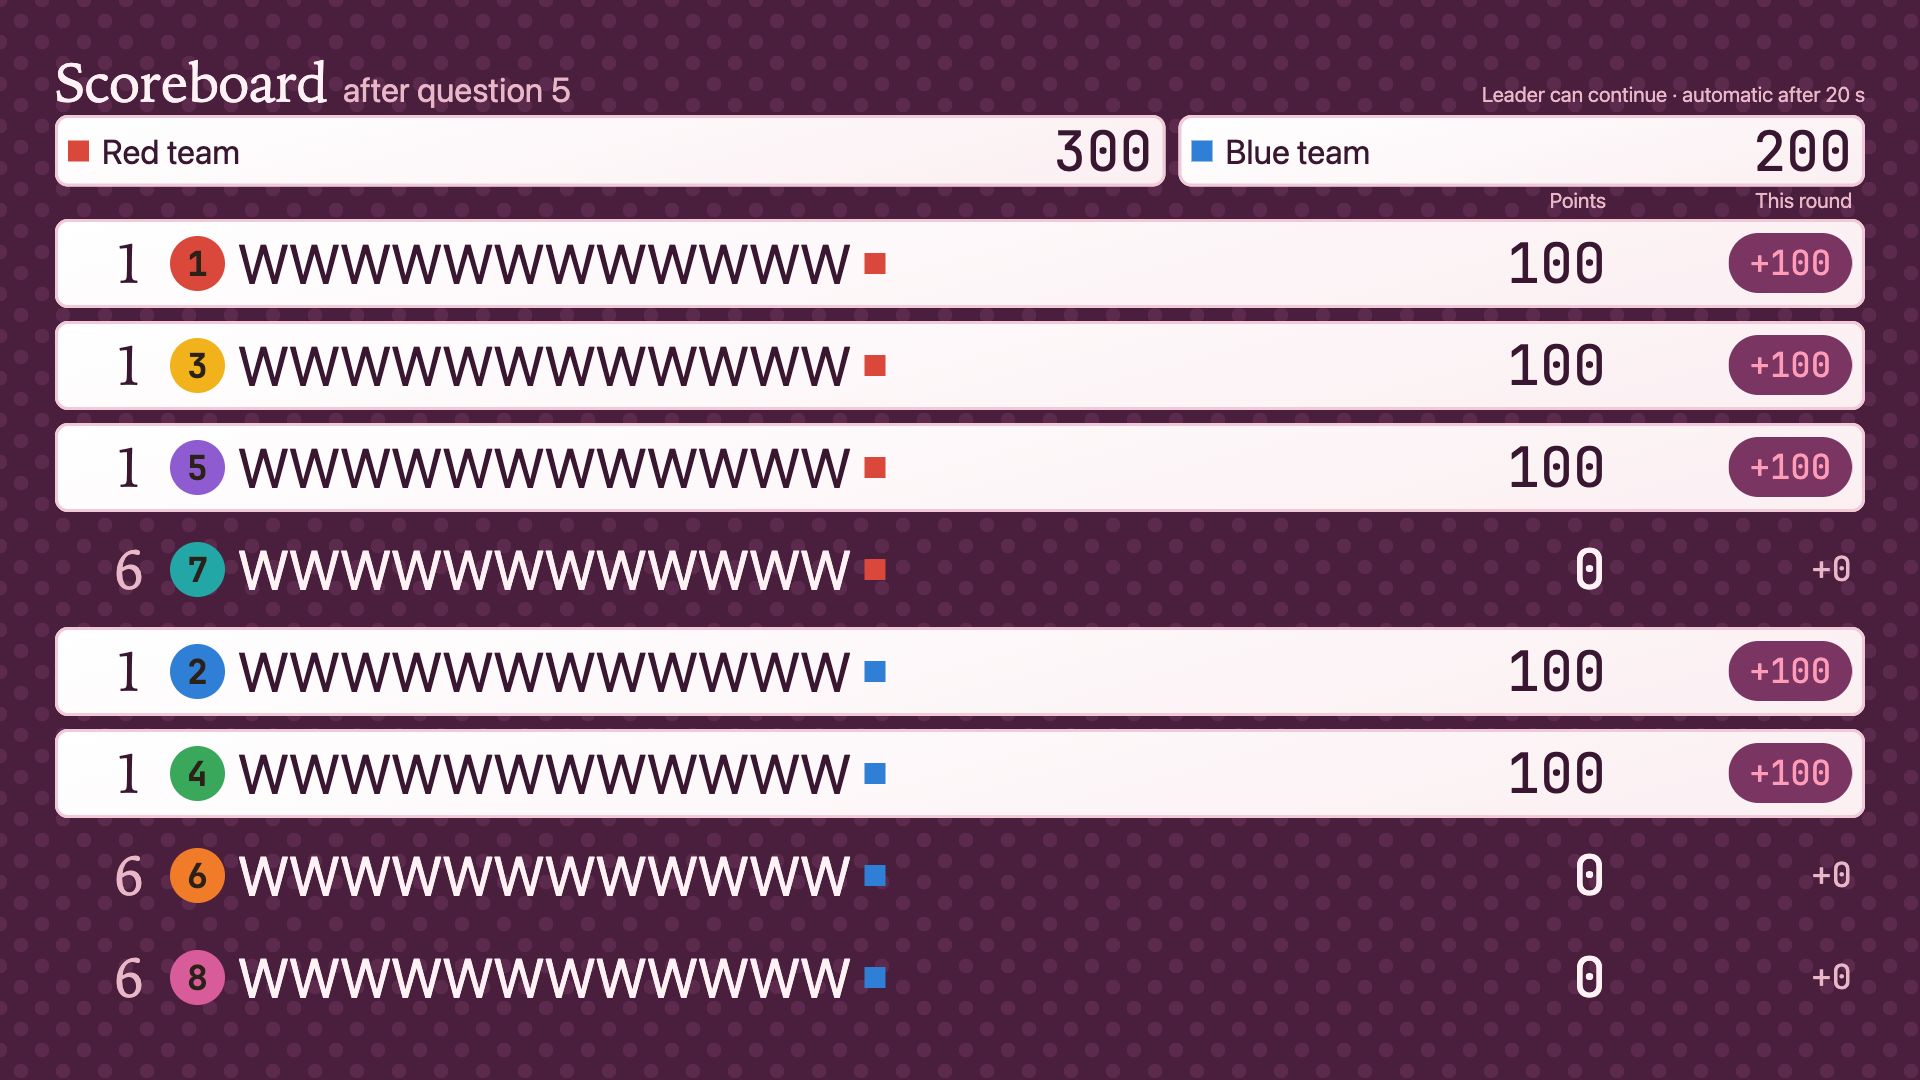 Scoreboard after question 5
Leader can continue · automatic after 20 s
Red team 300
Blue team 200
Points This round
1 1 WWWWWWWWWWWW 100 +100
1 3 WWWWWWWWWWWW 100 +100
1 5 WWWWWWWWWWWW 100 +100
6 7 WWWWWWWWWWWW 0 +0
1 2 WWWWWWWWWWWW 100 +100
1 4 WWWWWWWWWWWW 100 +100
6 6 WWWWWWWWWWWW 0 +0
6 8 WWWWWWWWWWWW 0 +0